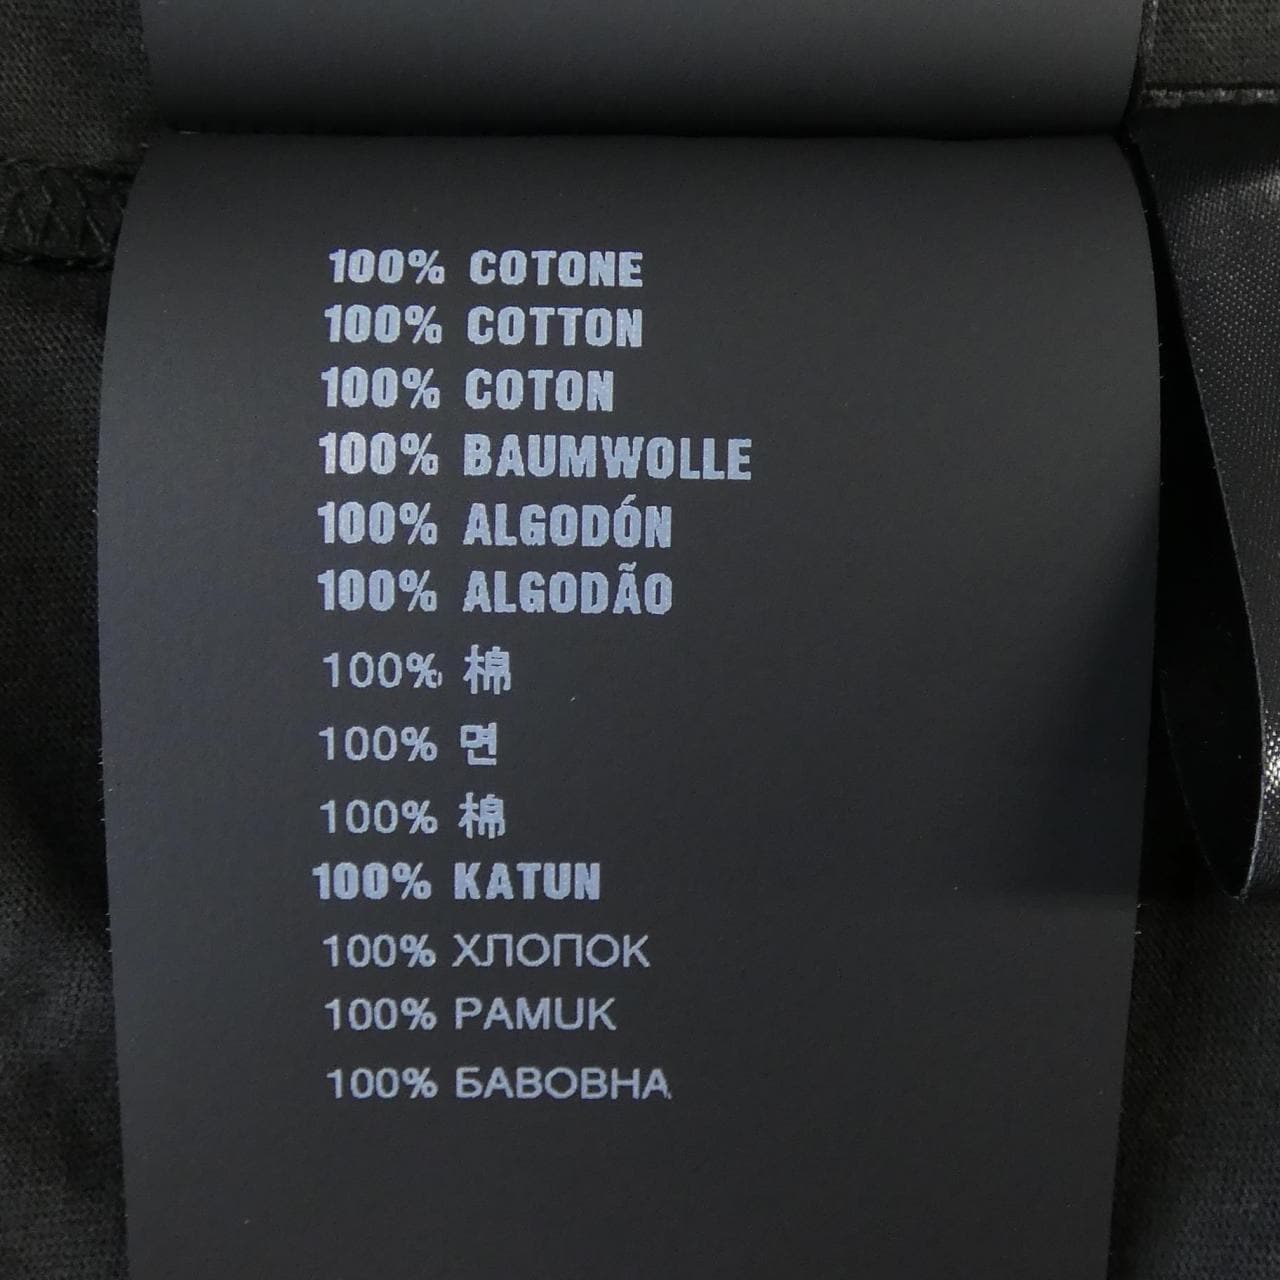 100% COTONE
100% COTTON
100% COTON
100% BAUMWOLLE
100% ALGODÓN
100% ALGODÃO
100% 棉
100% 면
100% 棉
100% KATUN
100% ХЛОПОК
100% PAMUK
100% БАВОВНА